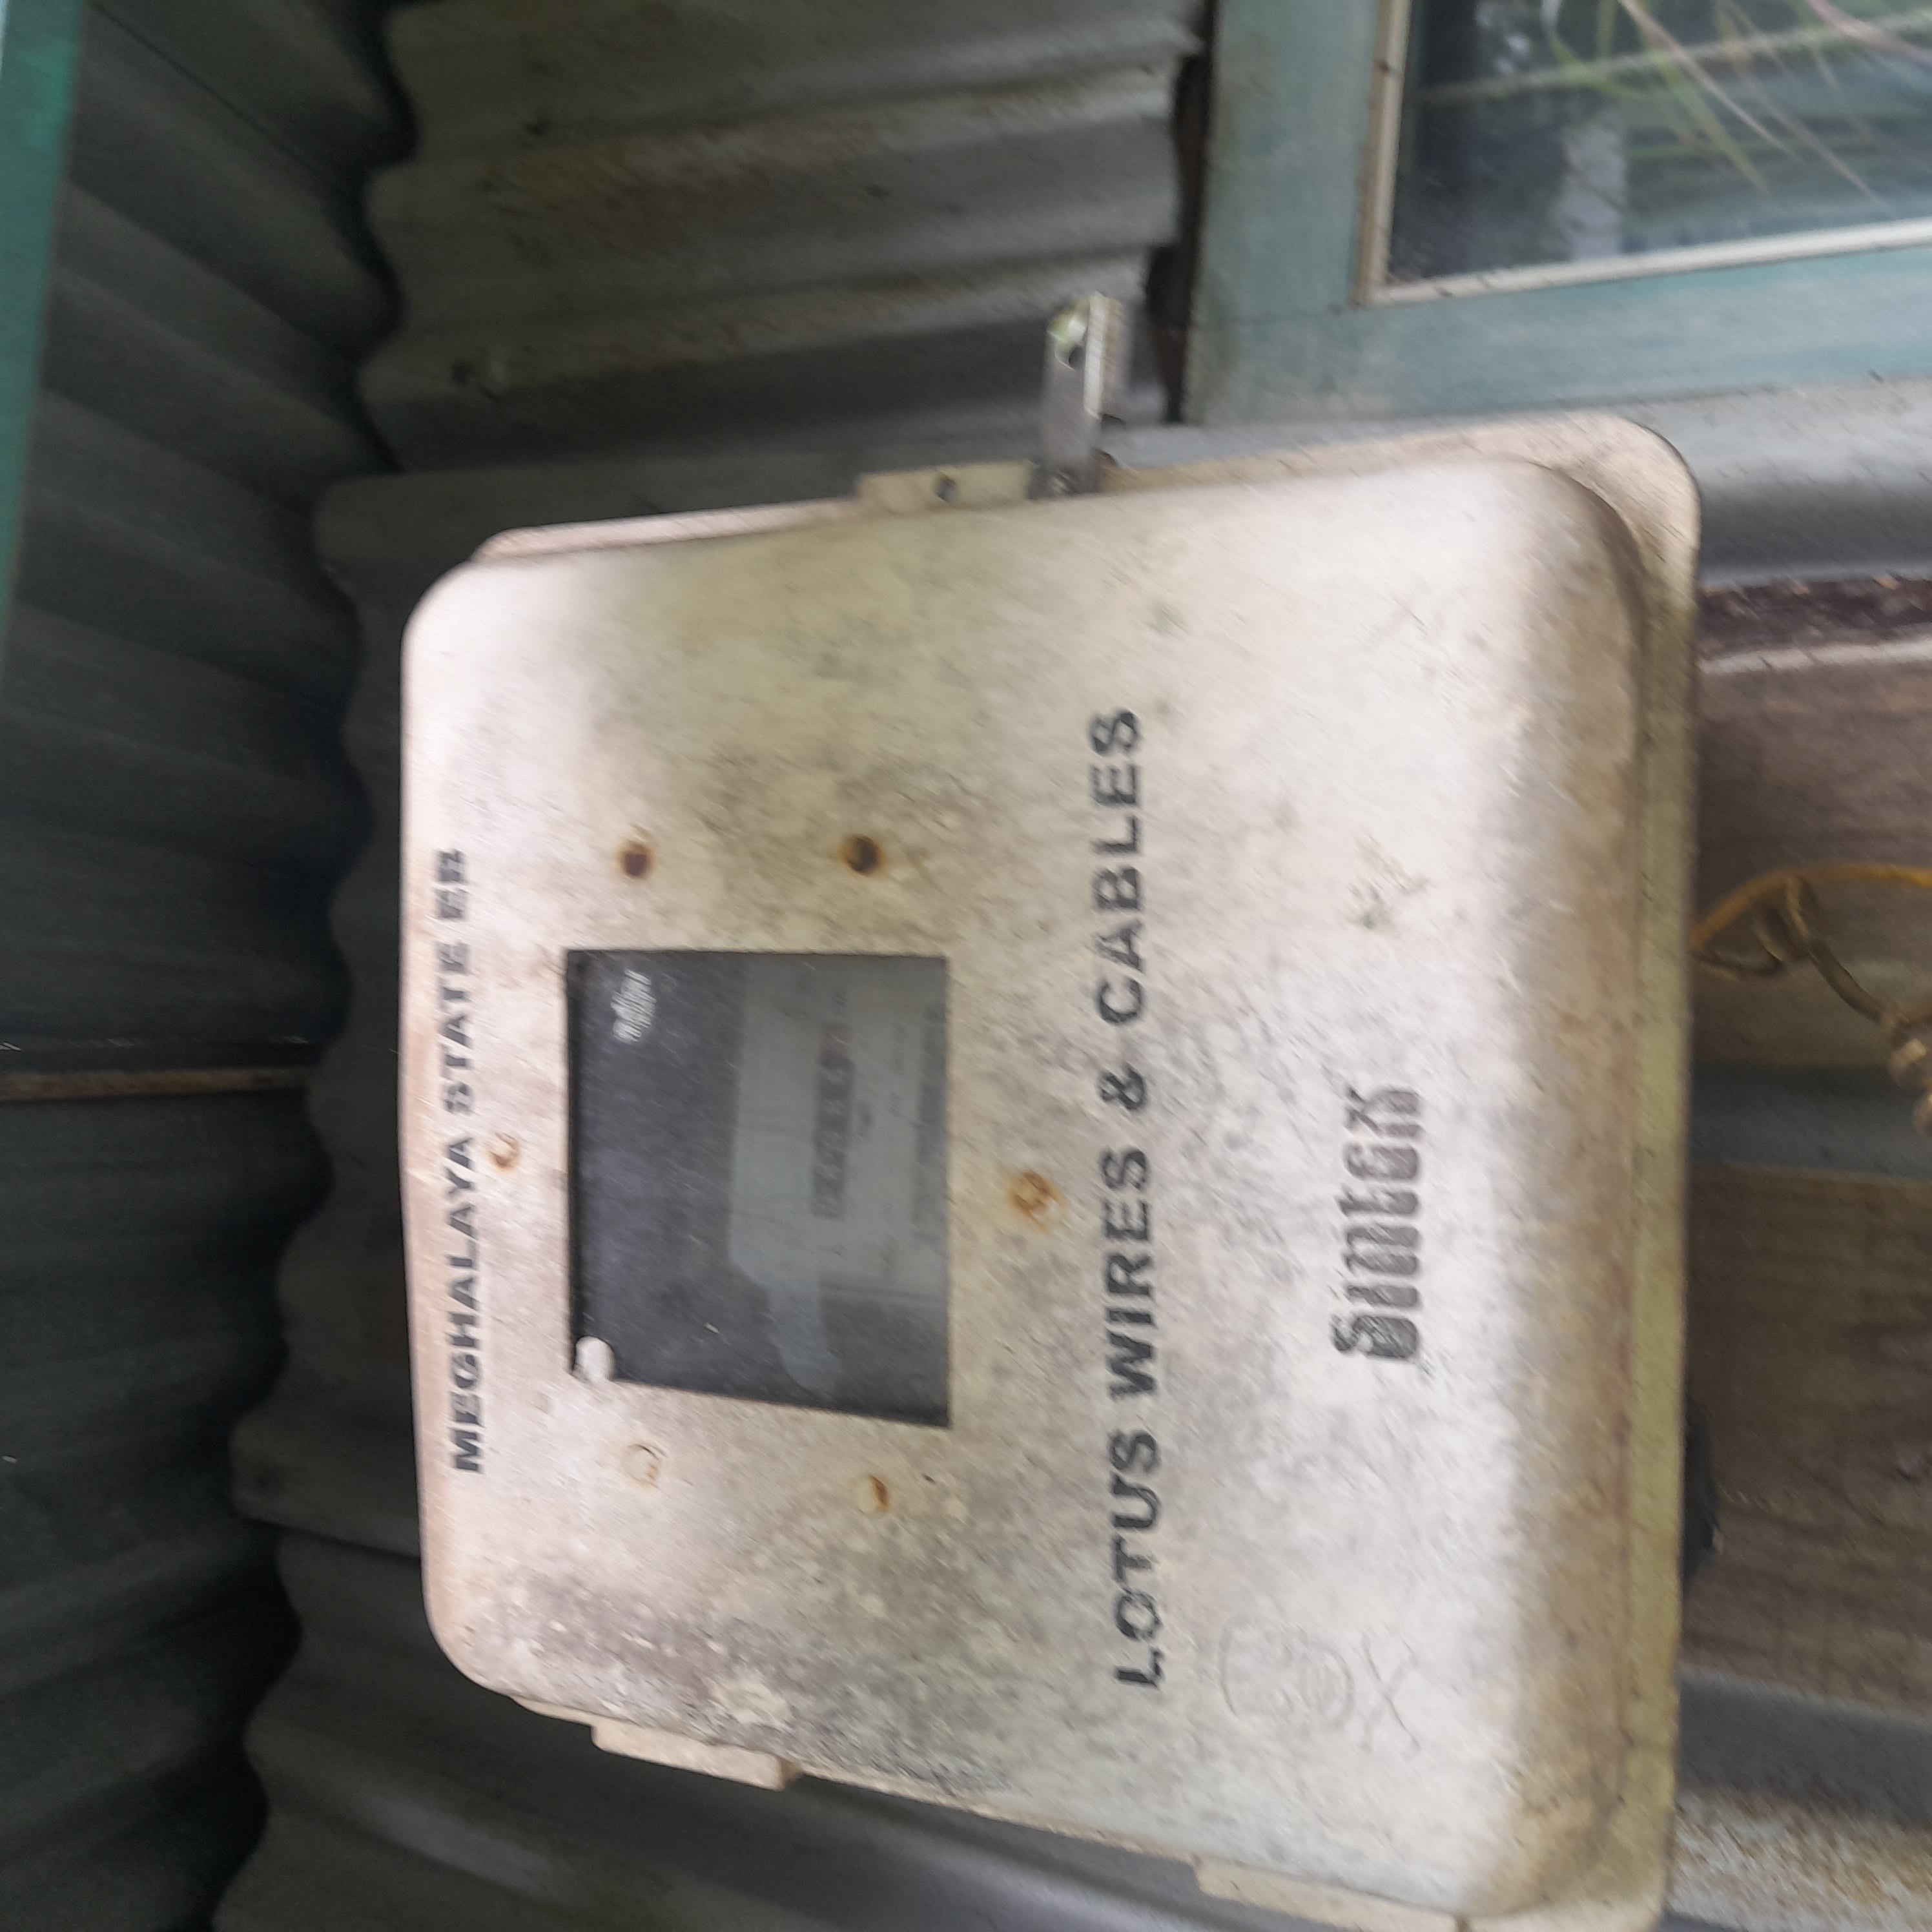 MEGHALAYA STATE EB
LOTUS WIRES & CABLES
Sintex